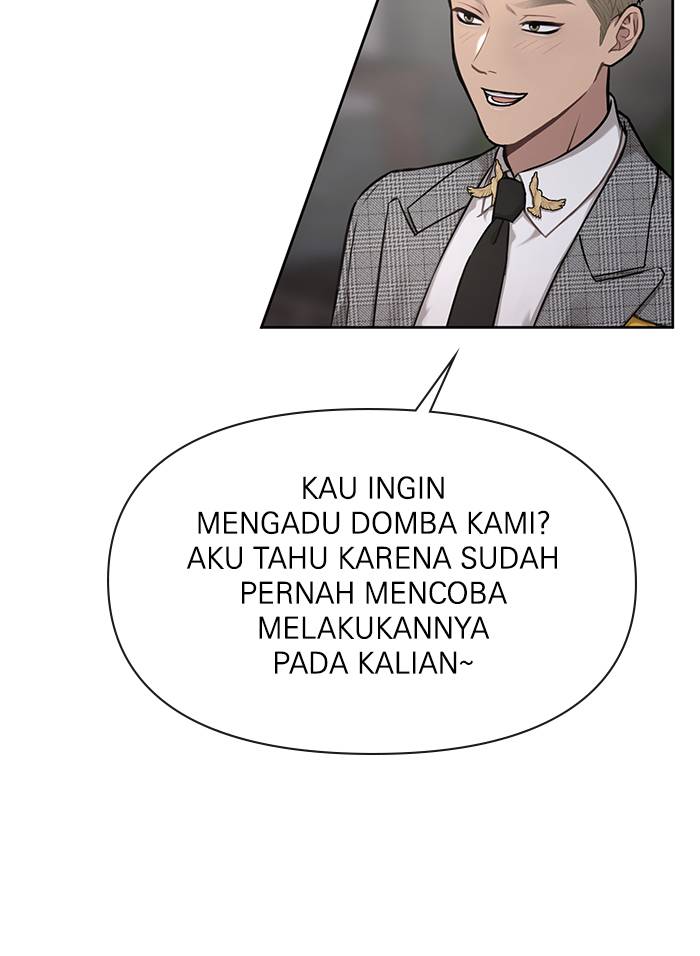 KAU INGIN
MENGADU DOMBA KAMI?
AKU TAHU KARENA SUDAH
PERNAH MENCOBA
MELAKUKANNYA
PADA KALIAN~